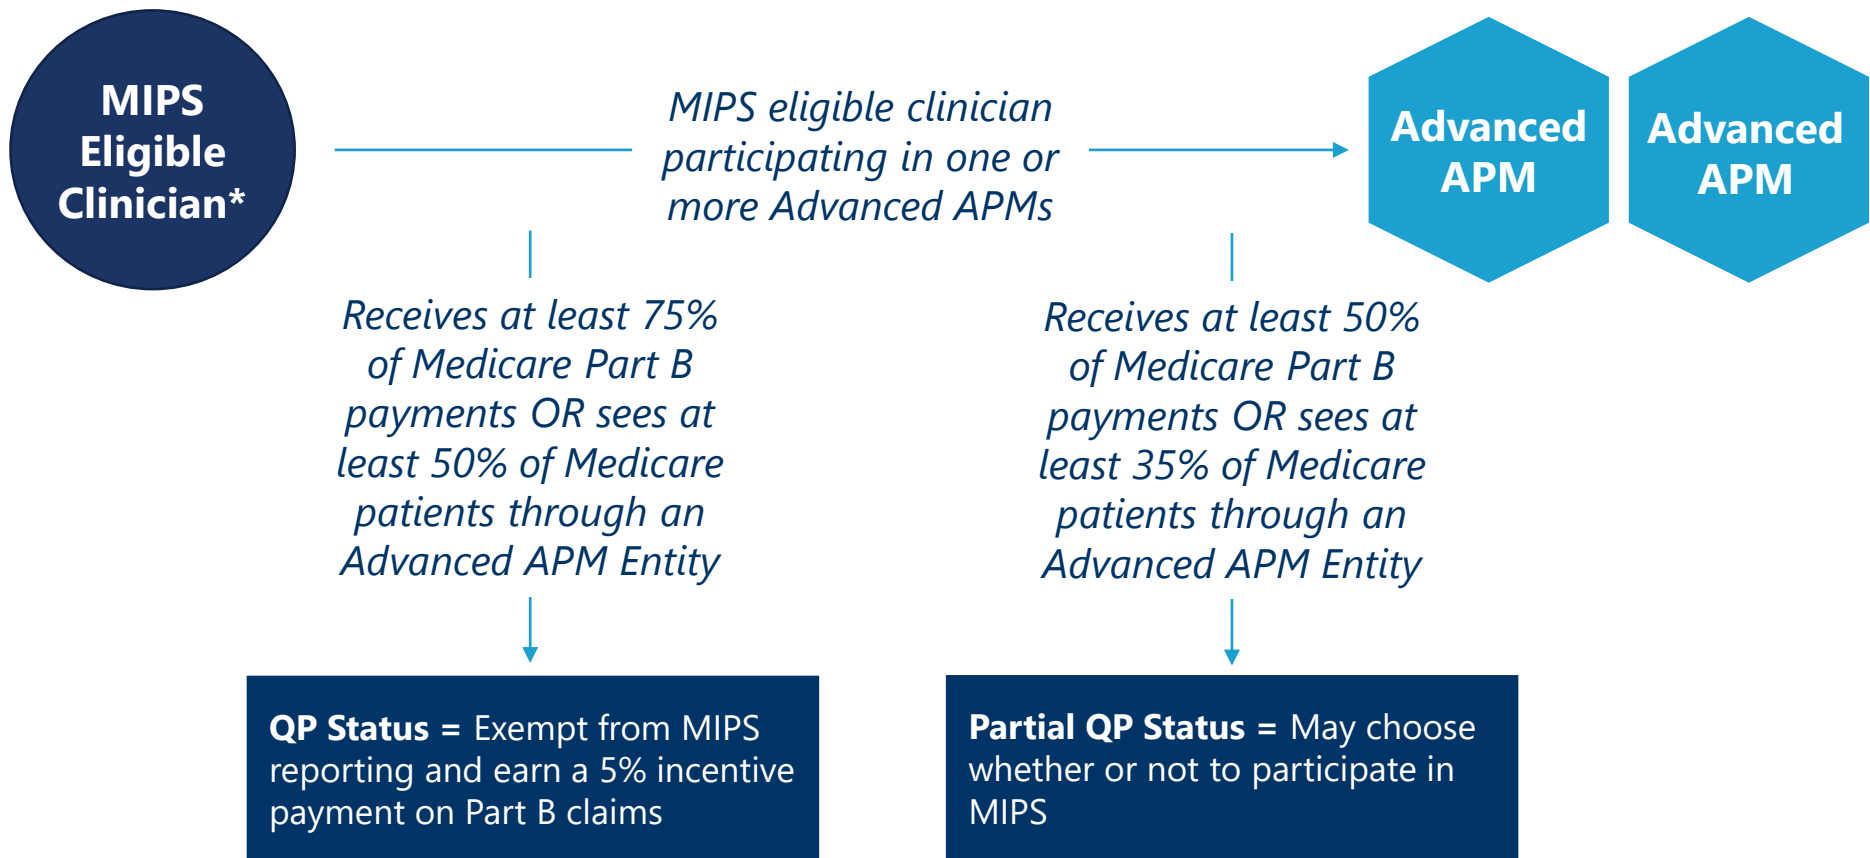 MIPS
Eligible
Clinician*
MIPS eligible clinician
participating in one or
more Advanced APMs
Advanced
APM
Advanced
APM
Receives at least 75%
of Medicare Part B
payments OR sees at
least 50% of Medicare
patients through an
Advanced APM Entity
Receives at least 50%
of Medicare Part B
payments OR sees at
least 35% of Medicare
patients through an
Advanced APM Entity
QP Status = Exempt from MIPS
reporting and earn a 5% incentive
payment on Part B claims
Partial QP Status = May choose
whether or not to participate in
MIPS